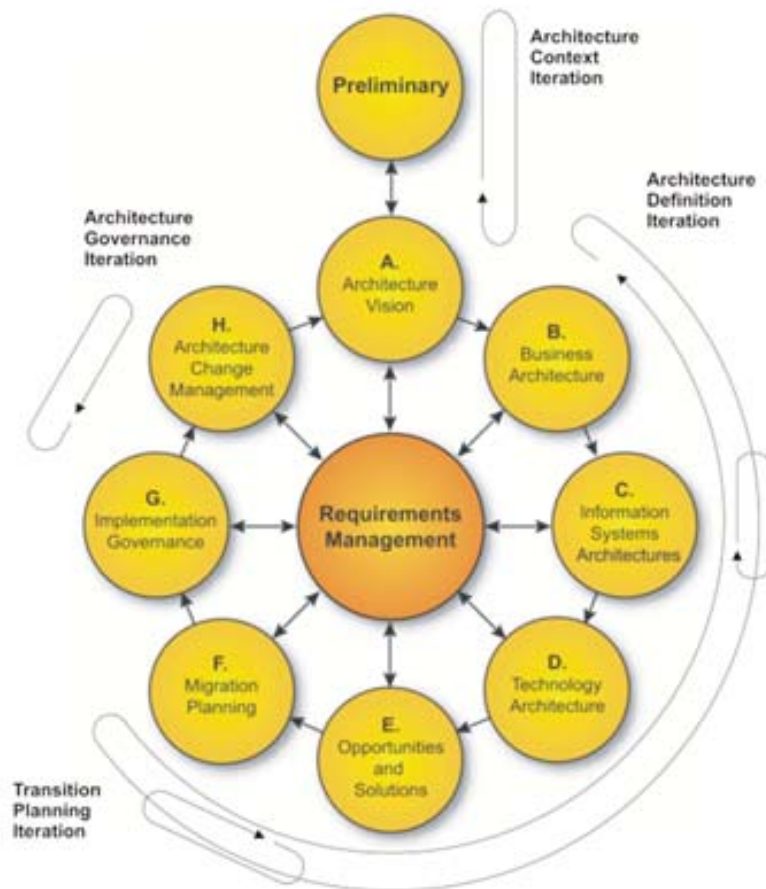 Architecture
Context
Iteration
Preliminary
Architecture
Definition
Iteration
Architecture
Governance
Iteration
A.
Architecture
Vision
H.
Architecture
Change
Management
B.
Business
Architecture
G.
Implementation
Governance
Requirements
Management
C.
Information
Systems
Architectures
F.
Migration
Planning
D.
Technology
Architecture
E.
Opportunities
and
Solutions
Transition
Planning
Iteration